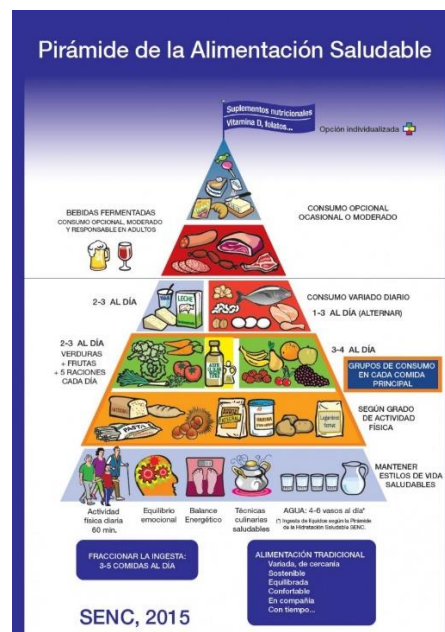 Pirámide de la Alimentación Saludable
Suplementos nutricionales
Vitamina D, folatos...
Opción individualizada
BEBIDAS FERMENTADAS
CONSUMO OPCIONAL, MODERADO
Y RESPONSABLE EN ADULTOS
CONSUMO OPCIONAL
OCASIONAL O MODERADO
2-3 AL DÍA
LECHE
CONSUMO VARIADO DIARIO
1-3 AL DÍA (ALTERNAR)
2-3 AL DÍA
VERDURAS
+ FRUTAS
+ 5 RACIONES
CADA DÍA
3-4 AL DÍA
GRUPOS DE CONSUMO
EN CADA COMIDA
PRINCIPAL
PASTA
SEGÚN GRADO
DE ACTIVIDAD
FÍSICA
MANTENER
ESTILOS DE VIDA
SALUDABLES
Actividad
física diaria
60 min.
Equilibrio
emocional
Balance
Energético
Técnicas
culinarias
saludables
AGUA: 4-6 vasos al día*
(*) Ingesta de líquidos según la Pirámide
de la Hidratación Saludable SENC.
FRACCIONAR LA INGESTA:
3-5 COMIDAS AL DÍA
ALIMENTACIÓN TRADICIONAL
Variada, de cercanía
Sostenible
Equilibrada
Confortable
En compañía
Con tiempo...
SENC, 2015